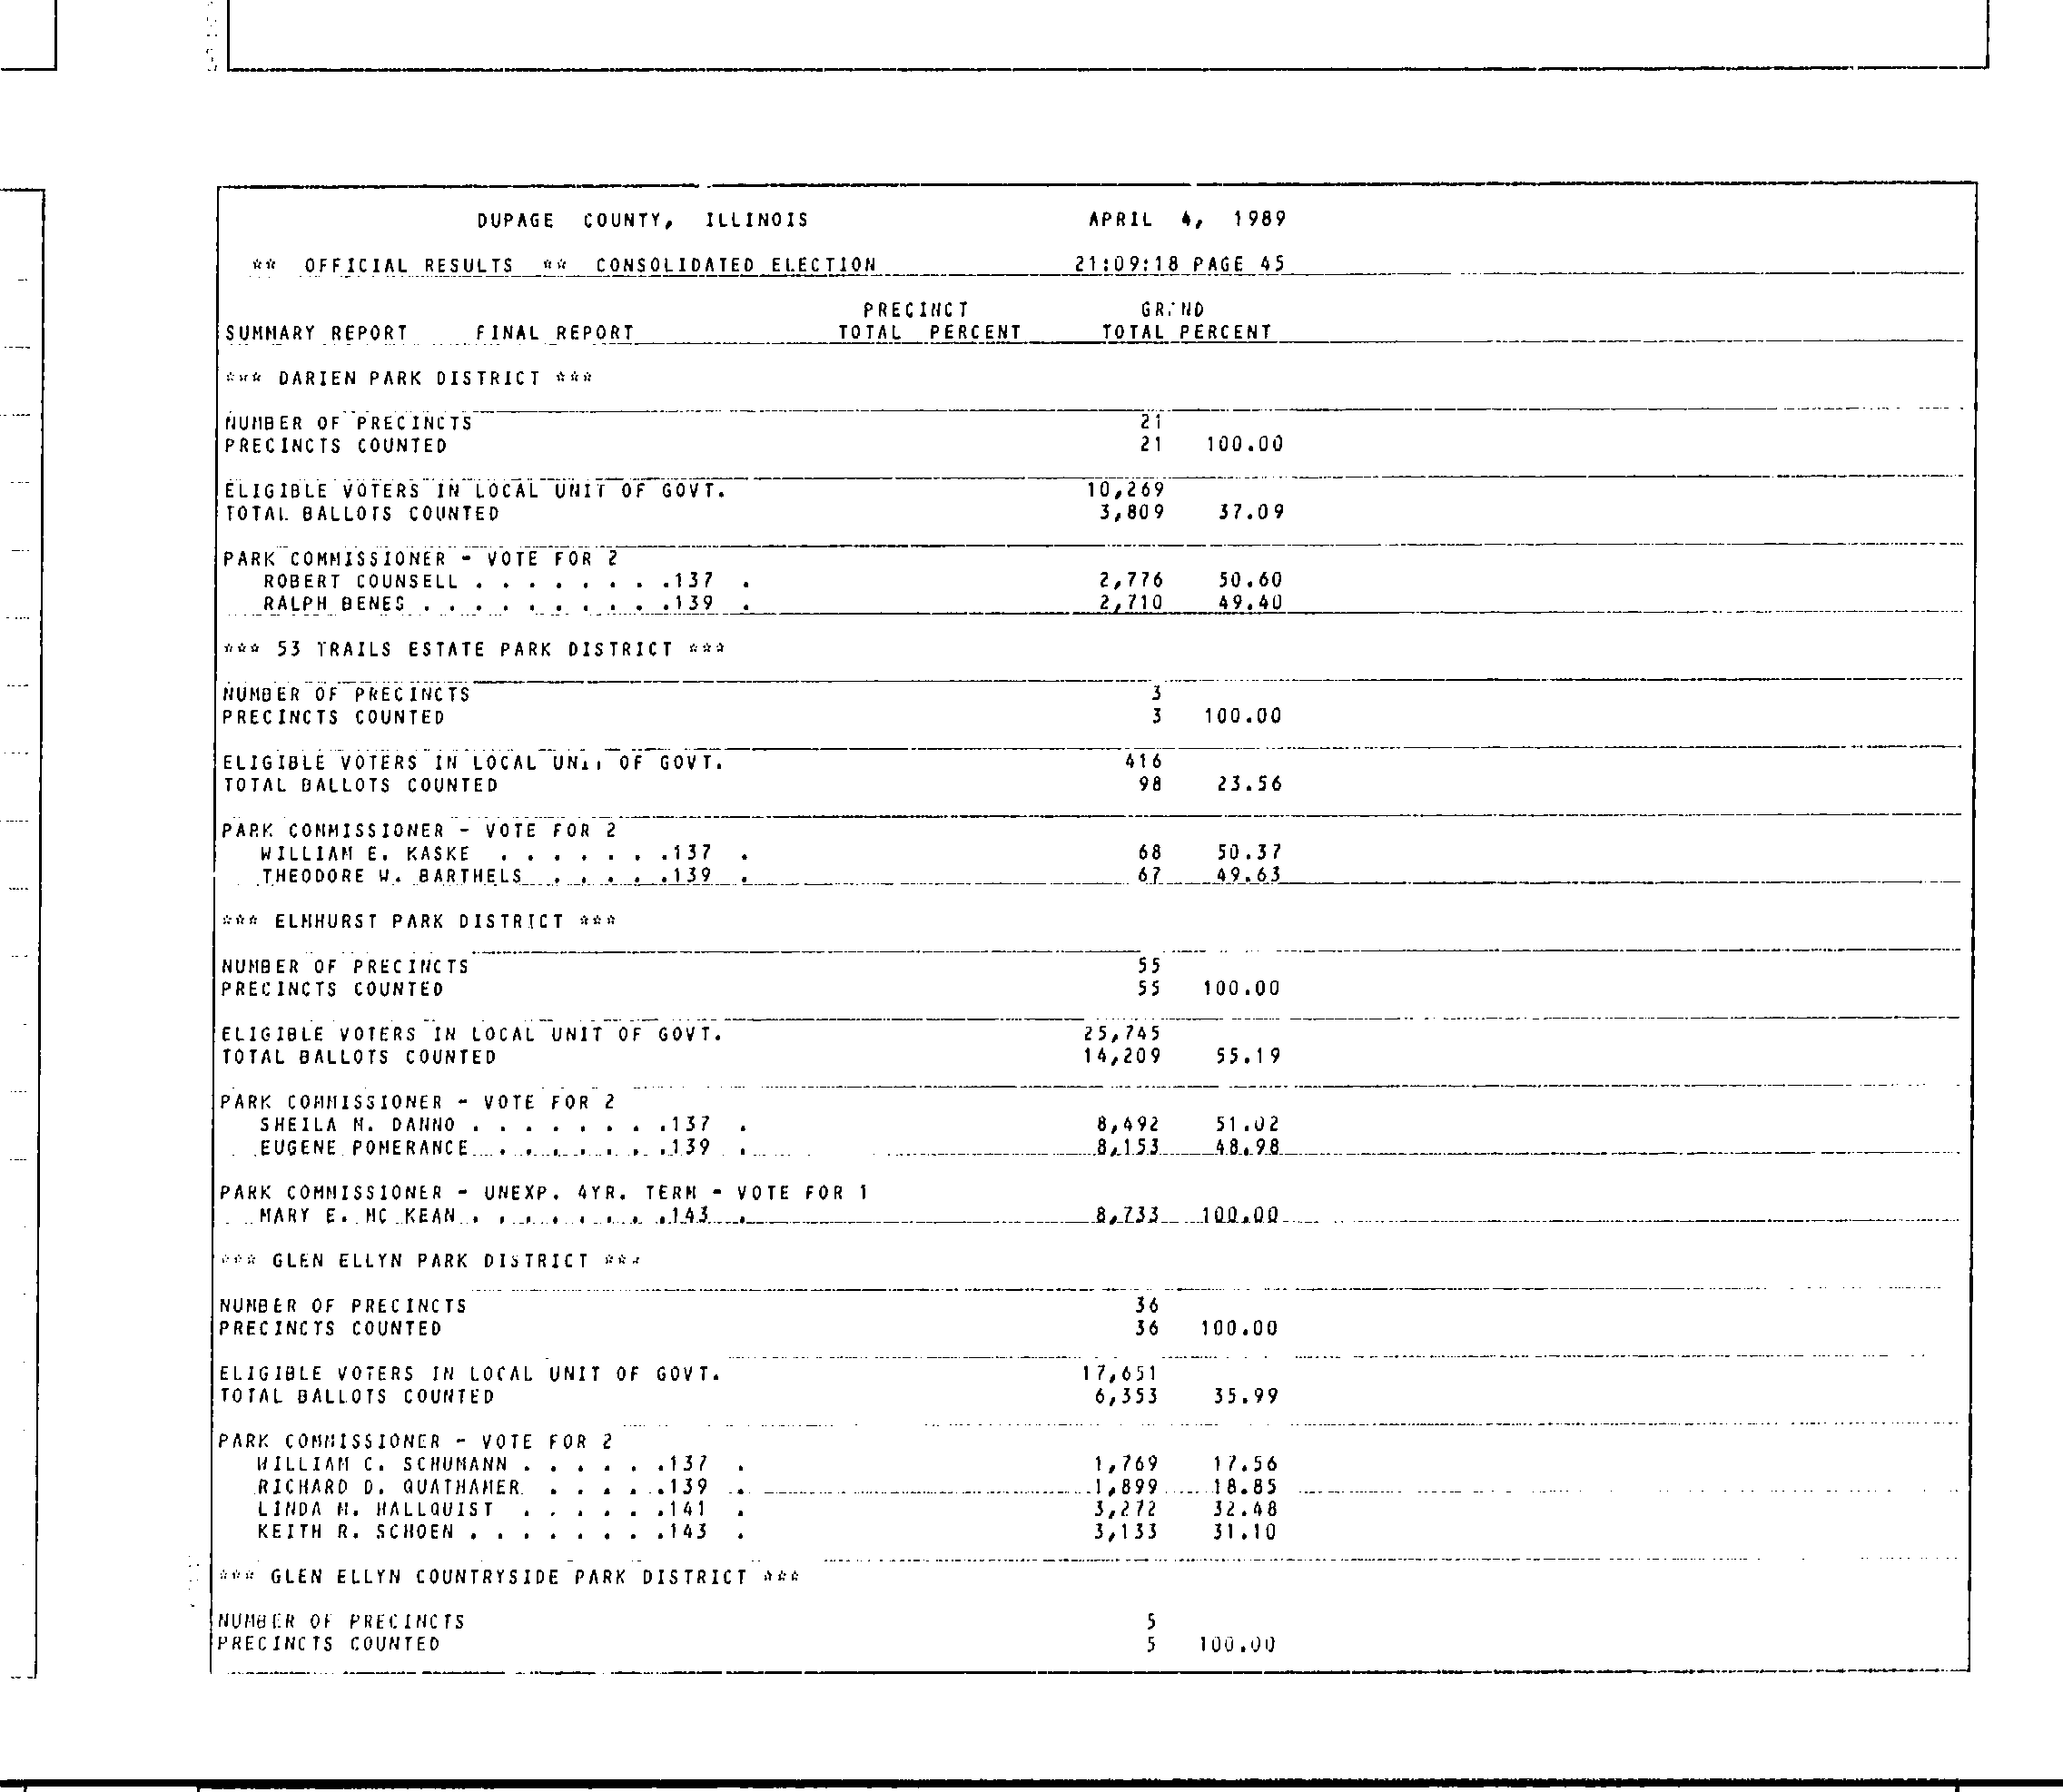 DUPAGE COUNTY, ILLINOIS APRIL 4, 1989
** OFFICIAL RESULTS ** CONSOLIDATED ELECTION 21:09:18 PAGE 45
PRECINCT GRAND
SUMMARY REPORT FINAL REPORT TOTAL PERCENT TOTAL PERCENT
*** DARIEN PARK DISTRICT ***
NUMBER OF PRECINCTS 21
PRECINCTS COUNTED 21 100.00
ELIGIBLE VOTERS IN LOCAL UNIT OF GOVT. 10,269
TOTAL BALLOTS COUNTED 3,809 37.09
PARK COMMISSIONER - VOTE FOR 2
ROBERT COUNSELL . . . . . . . .137 . 2,776 50.60
RALPH BENES . . . . . . . . . .139 . 2,710 49.40
*** 53 TRAILS ESTATE PARK DISTRICT ***
NUMBER OF PRECINCTS 3
PRECINCTS COUNTED 3 100.00
ELIGIBLE VOTERS IN LOCAL UNIT OF GOVT. 416
TOTAL BALLOTS COUNTED 98 23.56
PARK COMMISSIONER - VOTE FOR 2
WILLIAM E. KASKE . . . . . . .137 . 68 50.37
THEODORE W. BARTHELS . . . . .139 . 67 49.63
*** ELMHURST PARK DISTRICT ***
NUMBER OF PRECINCTS 55
PRECINCTS COUNTED 55 100.00
ELIGIBLE VOTERS IN LOCAL UNIT OF GOVT. 25,745
TOTAL BALLOTS COUNTED 14,209 55.19
PARK COMMISSIONER - VOTE FOR 2
SHEILA M. DANNO . . . . . . . .137 . 8,492 51.02
EUGENE POMERANCE . . . . . . .139 . 8,153 48.98
PARK COMMISSIONER - UNEXP. 4YR. TERM - VOTE FOR 1
MARY E. MC KEAN . . . . . . . .143 . 8,733 100.00
*** GLEN ELLYN PARK DISTRICT ***
NUMBER OF PRECINCTS 36
PRECINCTS COUNTED 36 100.00
ELIGIBLE VOTERS IN LOCAL UNIT OF GOVT. 17,651
TOTAL BALLOTS COUNTED 6,353 35.99
PARK COMMISSIONER - VOTE FOR 2
WILLIAM C. SCHUMANN . . . . . .137 . 1,769 17.56
RICHARD D. QUATHAMER . . . . .139 . 1,899 18.85
LINDA M. HALLQUIST . . . . . .141 . 3,272 32.48
KEITH R. SCHOEN . . . . . . . .143 . 3,133 31.10
*** GLEN ELLYN COUNTRYSIDE PARK DISTRICT ***
NUMBER OF PRECINCTS 5
PRECINCTS COUNTED 5 100.00